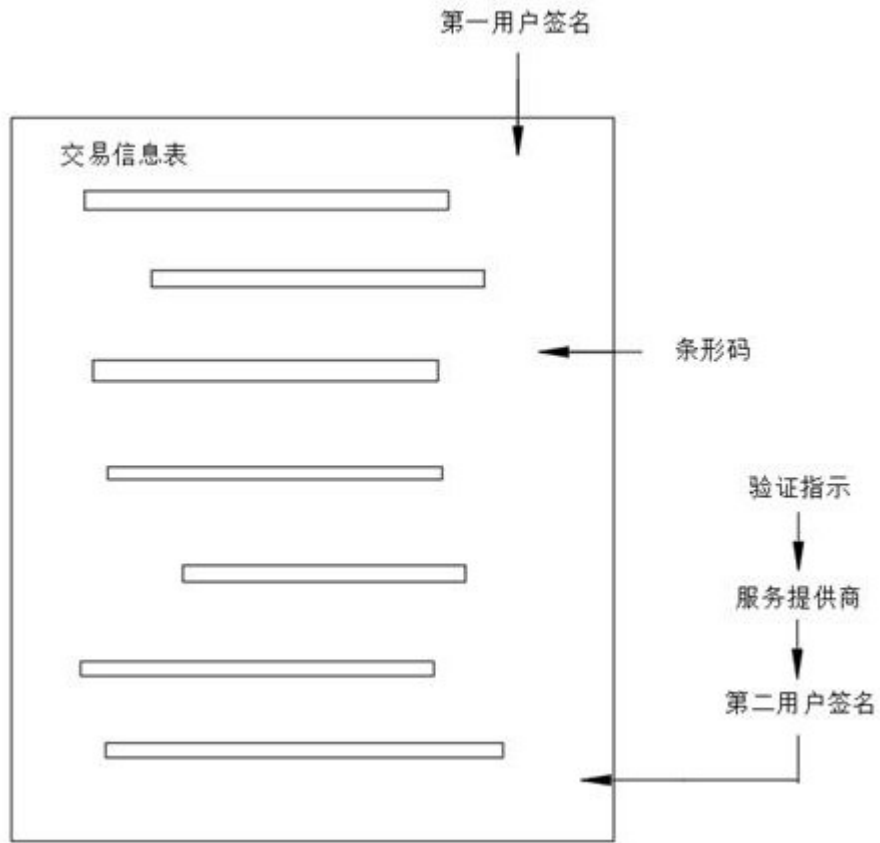 第一用户签名
交易信息表
条形码
验证指示
服务提供商
第二用户签名